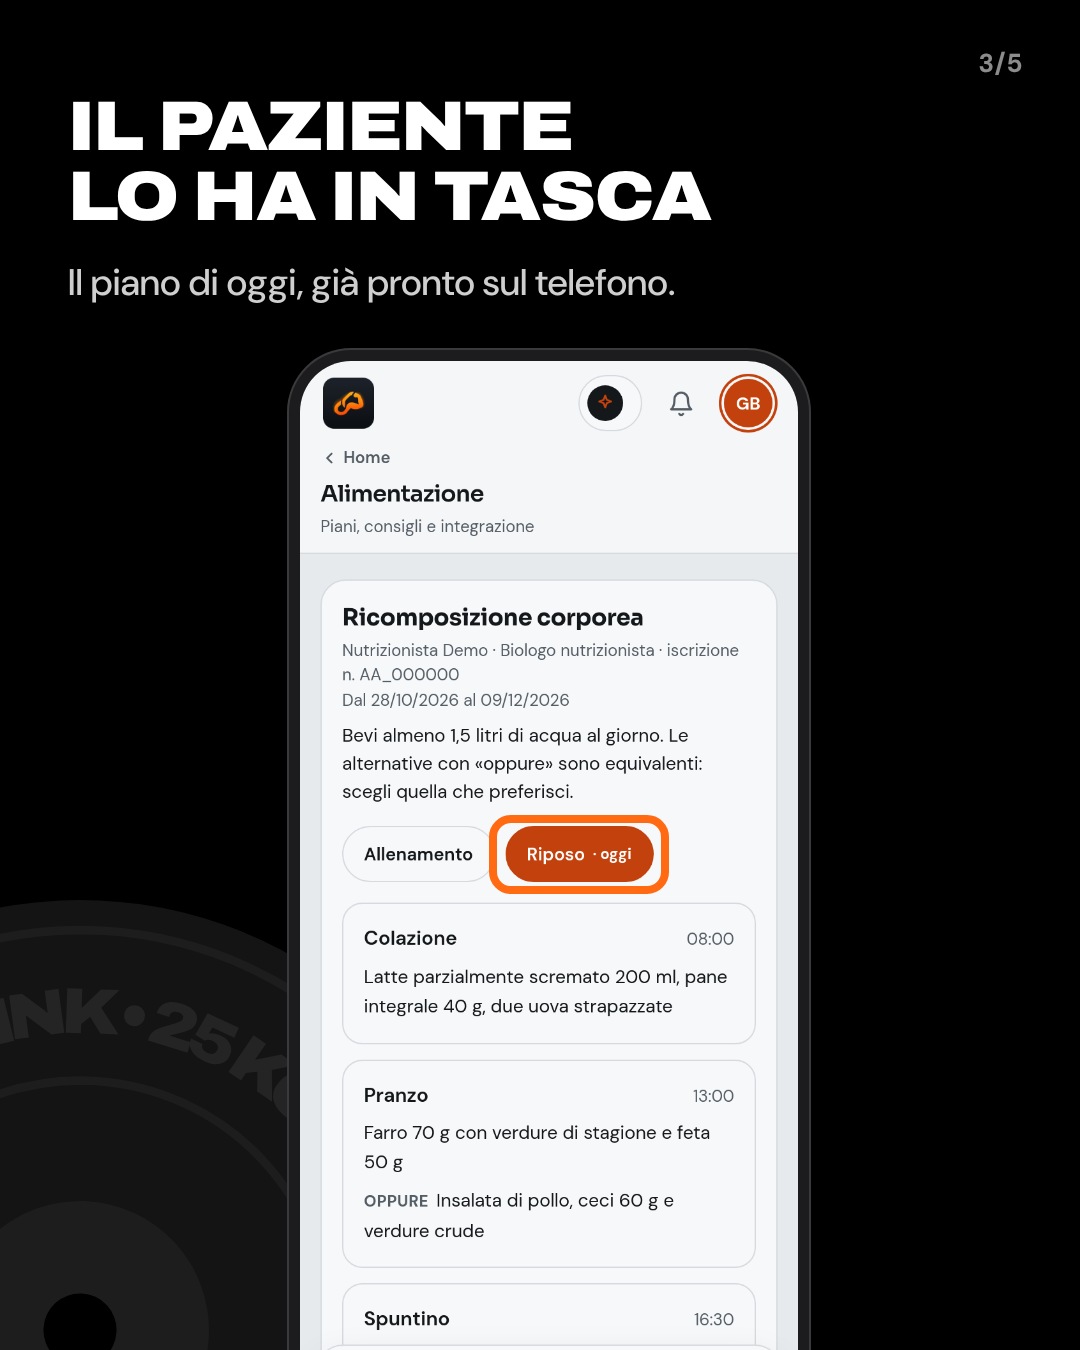 3/5
IL PAZIENTE
LO HA IN TASCA
Il piano di oggi, già pronto sul telefono.
GB
Home
Alimentazione
Piani, consigli e integrazione
Ricomposizione corporea
Nutrizionista Demo · Biologo nutrizionista · iscrizione
n. AA_000000
Dal 28/10/2026 al 09/12/2026
Bevi almeno 1,5 litri di acqua al giorno. Le
alternative con «oppure» sono equivalenti:
scegli quella che preferisci.
Allenamento
Riposo · oggi
Colazione 08:00
Latte parzialmente scremato 200 ml, pane
integrale 40 g, due uova strapazzate
Pranzo 13:00
Farro 70 g con verdure di stagione e feta
50 g
OPPURE Insalata di pollo, ceci 60 g e
verdure crude
Spuntino 16:30
25